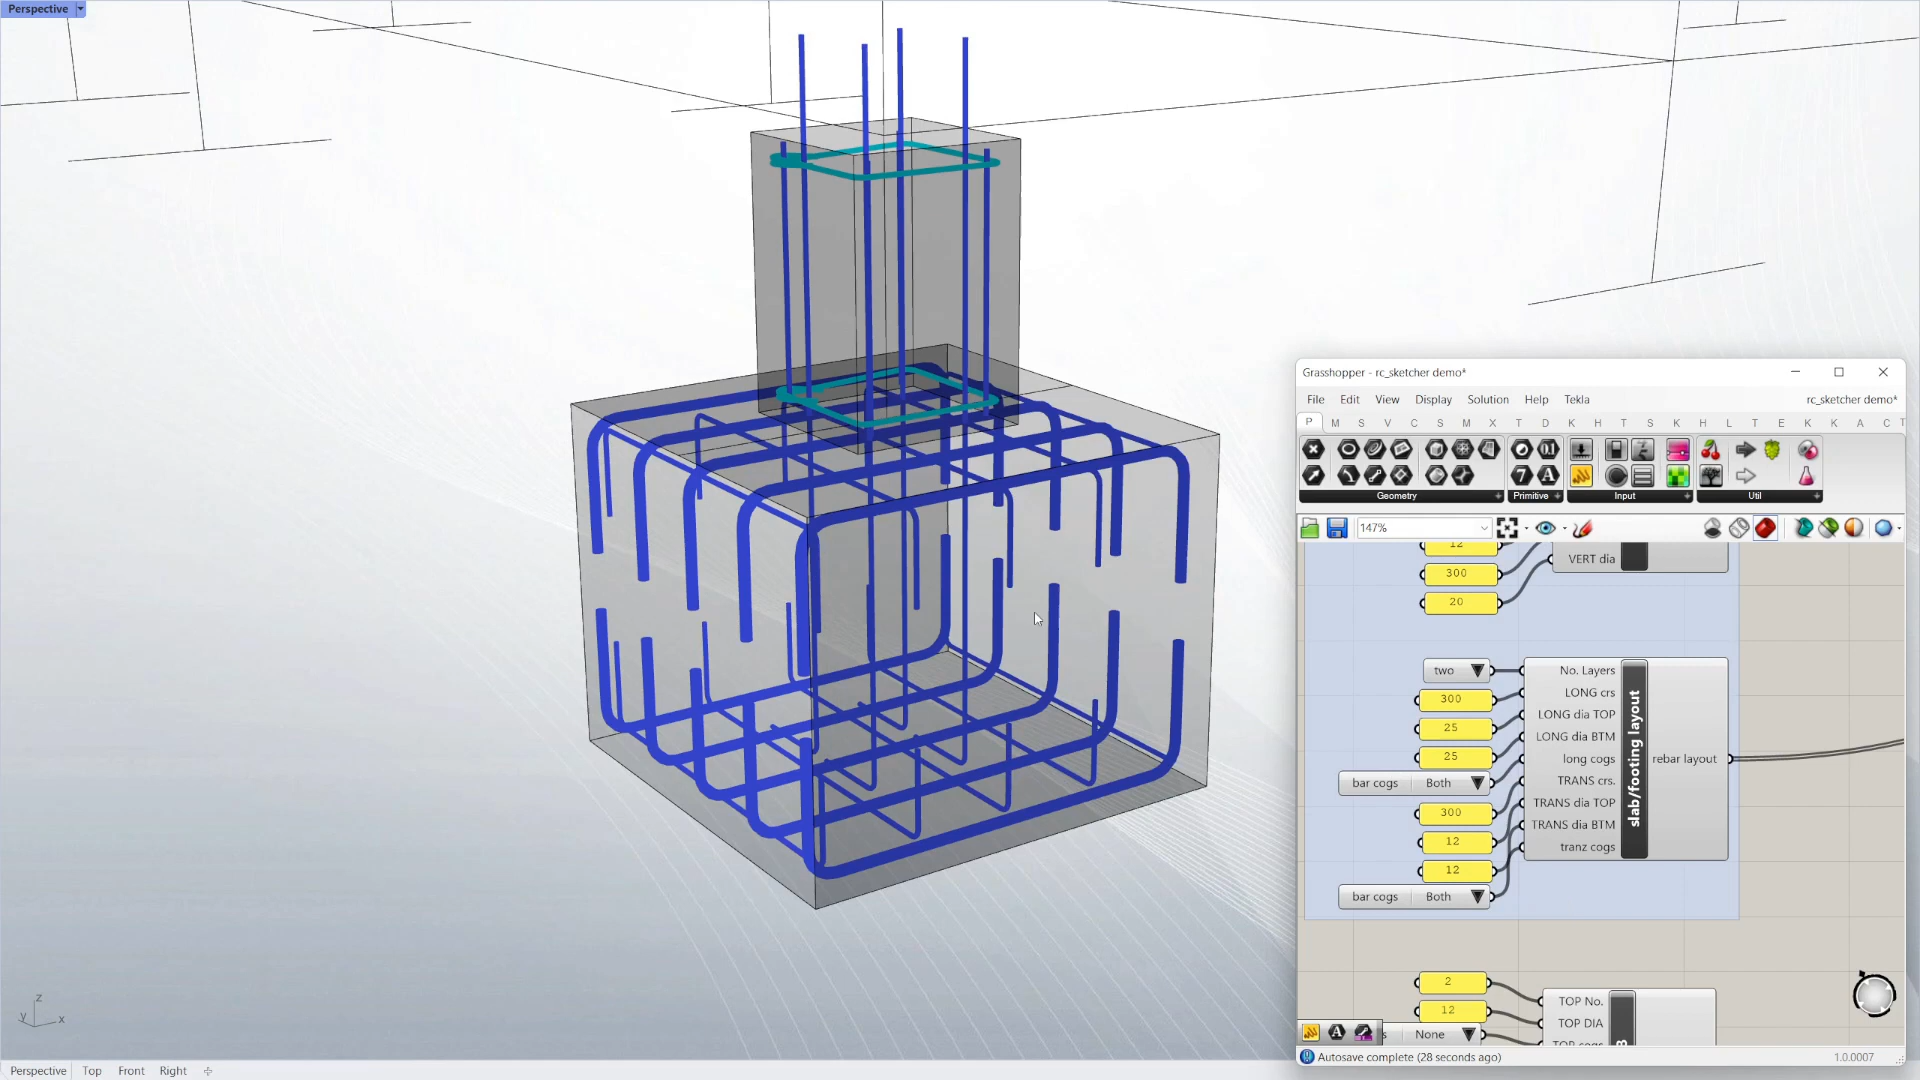 Perspective
Grasshopper - rc_sketcher demo*
File Edit View Display Solution Help Tekla rc_sketcher demo*
P M S V C S M X T D K H T S K H L T E K K A C T
Geometry Primitive Input Util
147%
12
300
20
VERT dia
two
300
25
25
bar cogs Both
300
12
12
bar cogs Both
No. Layers
LONG crs
LONG dia TOP
LONG dia BTM
long cogs
TRANS crs.
TRANS dia TOP
TRANS dia BTM
tranz cogs
slab/footing layout
rebar layout
2
12
s None
TOP No.
TOP DIA
TOP cogs
Autosave complete (28 seconds ago) 1.0.0007
z
y x
Perspective Top Front Right